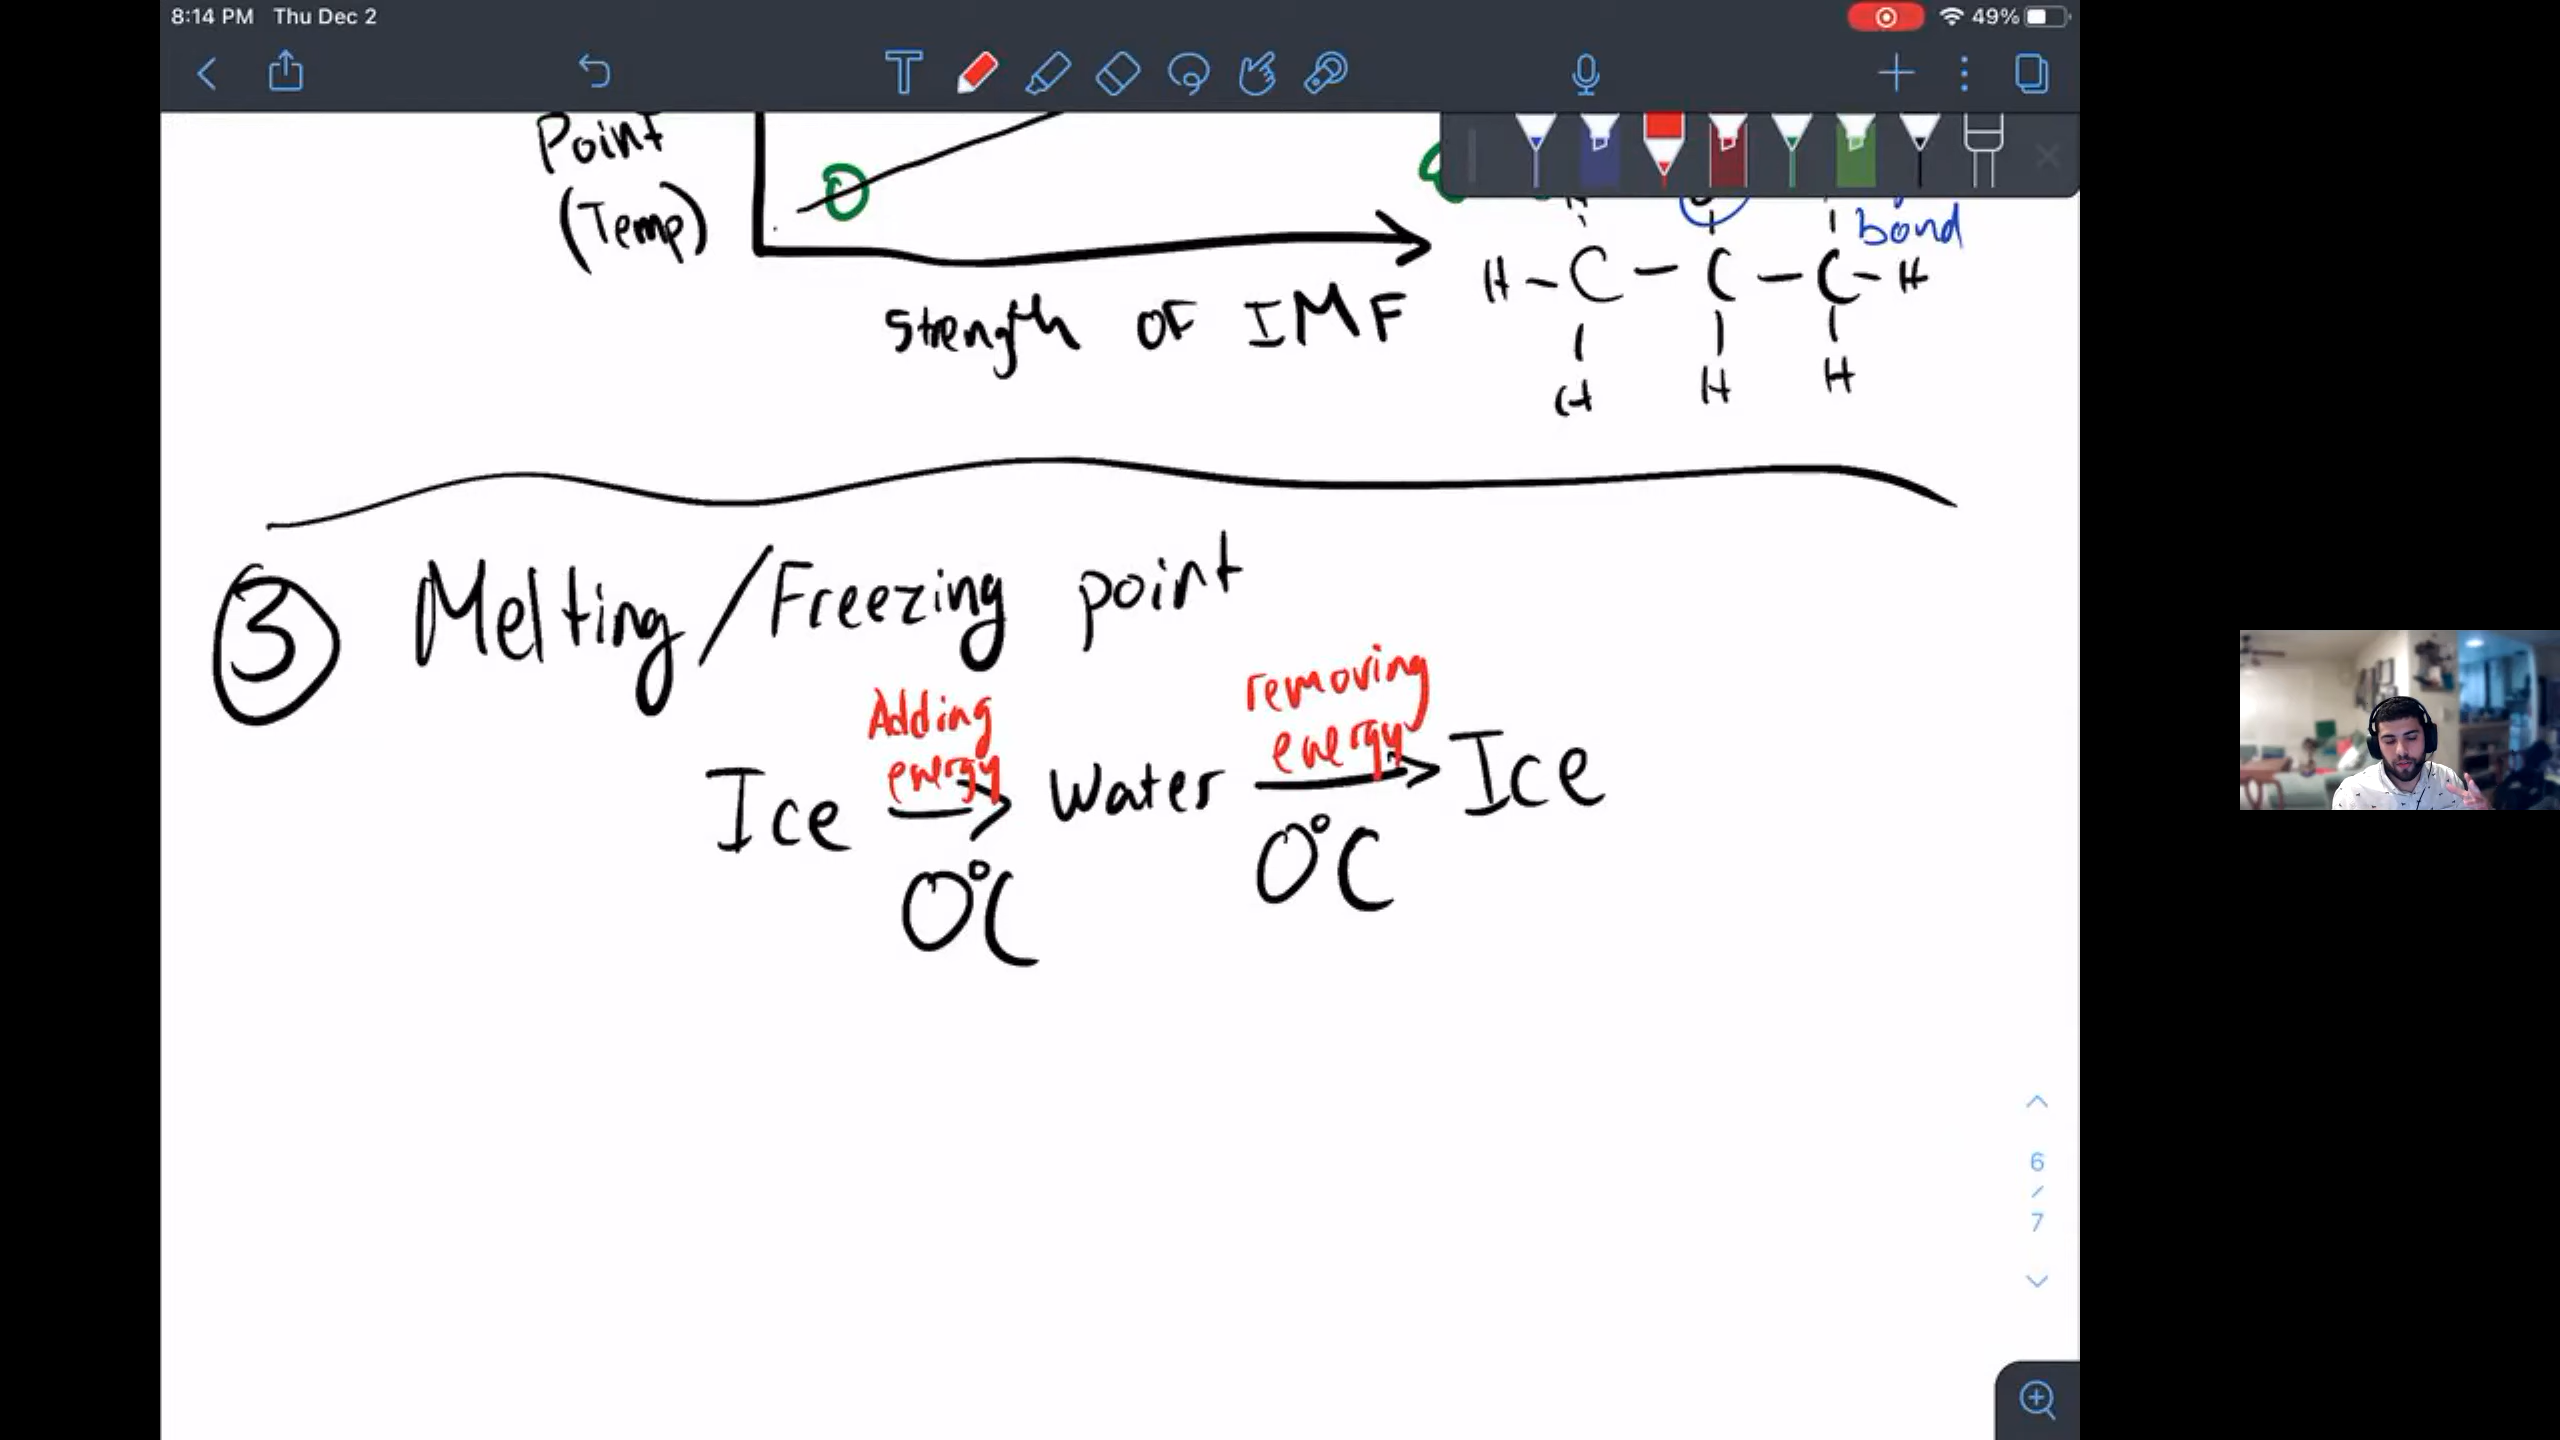 8:14 PM Thu Dec 2
49%
T
Point
(Temp)
bond
H - C - C - C - H
H H H
Strength OF IMF
3 Melting/Freezing point
Adding energy
removing energy
Ice → Water → Ice
0°C 0°C
6
/
7